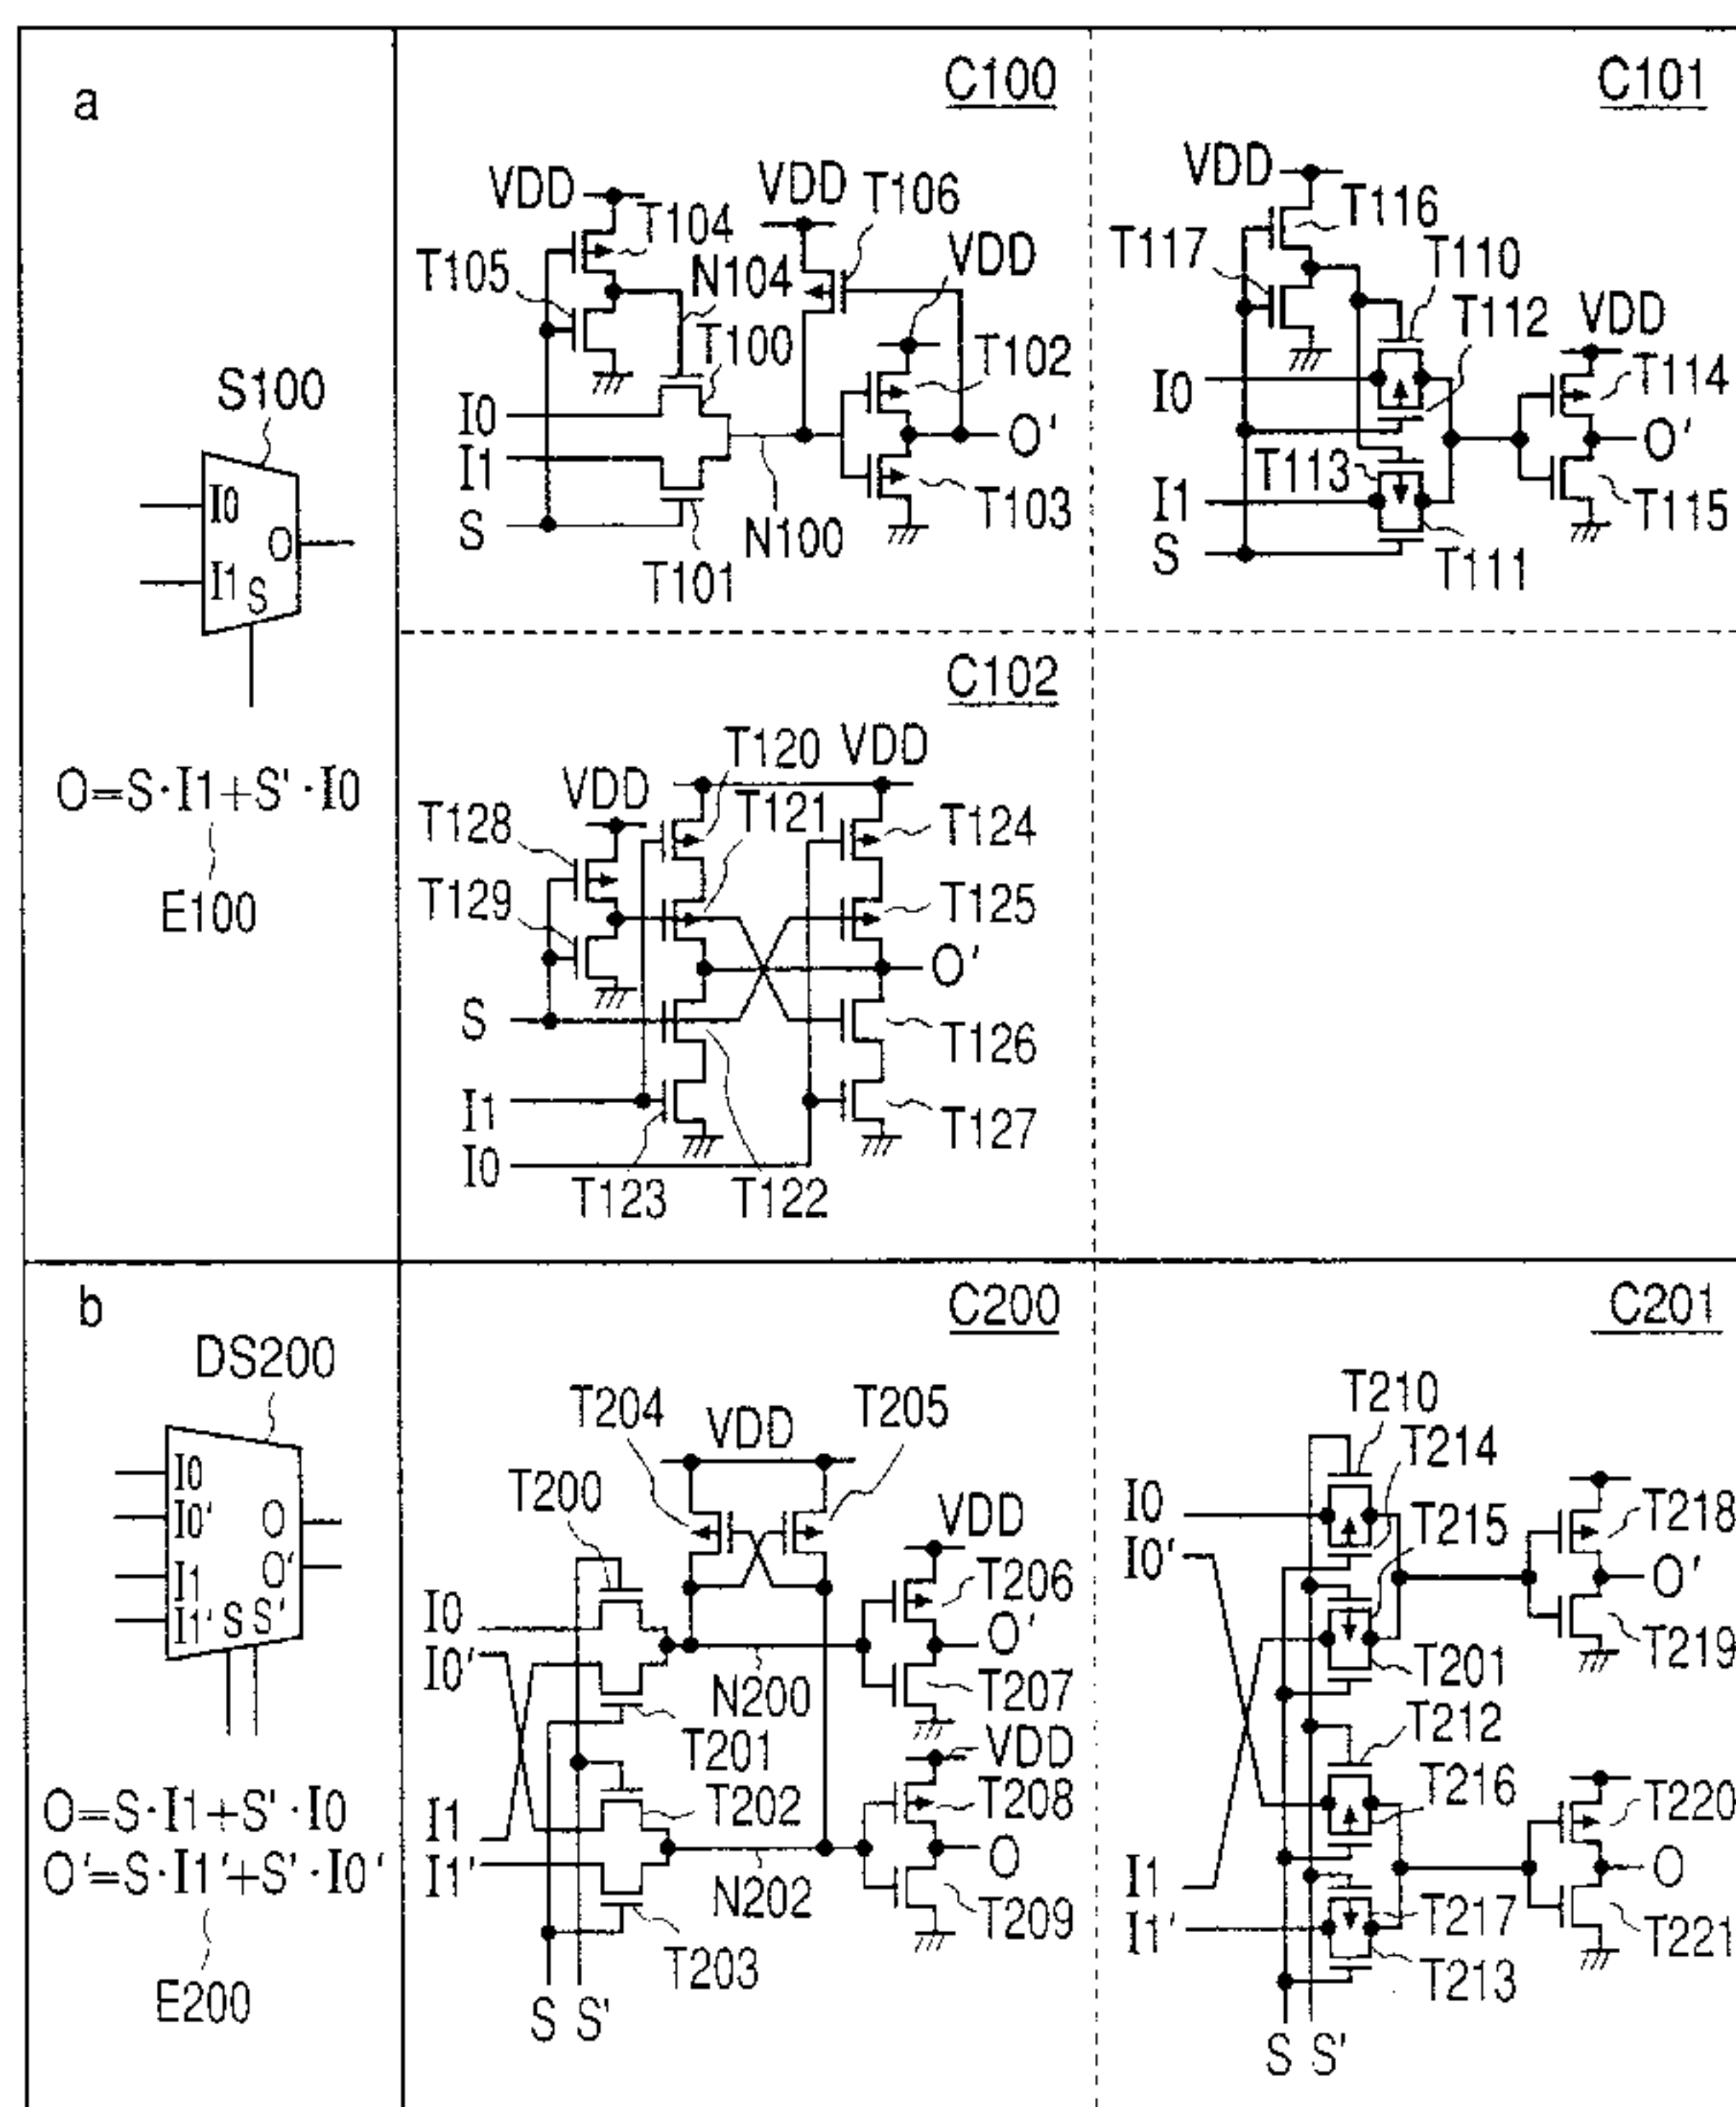 a
S100
I0
I1
S
O
O=S·I1+S'·I0
E100
C100
VDD
T104
T105
N104
VDD
T106
VDD
T100
T102
I0
I1
S
O'
T103
N100
T101
C101
VDD
T116
T117
T110
T112
VDD
T114
I0
T113
O'
I1
S
T115
T111
C102
T120
VDD
VDD
T121
T128
T124
T129
T125
O'
S
T126
I1
T127
I0
T123
T122
b
DS200
I0
I0'
I1
I1'
S
S'
O
O'
O=S·I1+S'·I0
O'=S·I1'+S'·I0'
E200
C200
T204
VDD
T205
T200
VDD
T206
I0
I0'
O'
N200
T207
T201
VDD
T208
T202
I1
I1'
O
N202
T209
T203
S
S'
C201
T210
T214
I0
I0'
T215
T218
O'
T201
T219
T212
T216
T220
I1
I1'
O
T217
T221
T213
S
S'